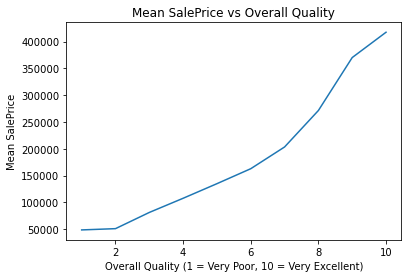 Mean SalePrice vs Overall Quality
400000
350000
300000
250000
200000
150000
100000
50000
Mean SalePrice
2 4 6 8 10
Overall Quality (1 = Very Poor, 10 = Very Excellent)